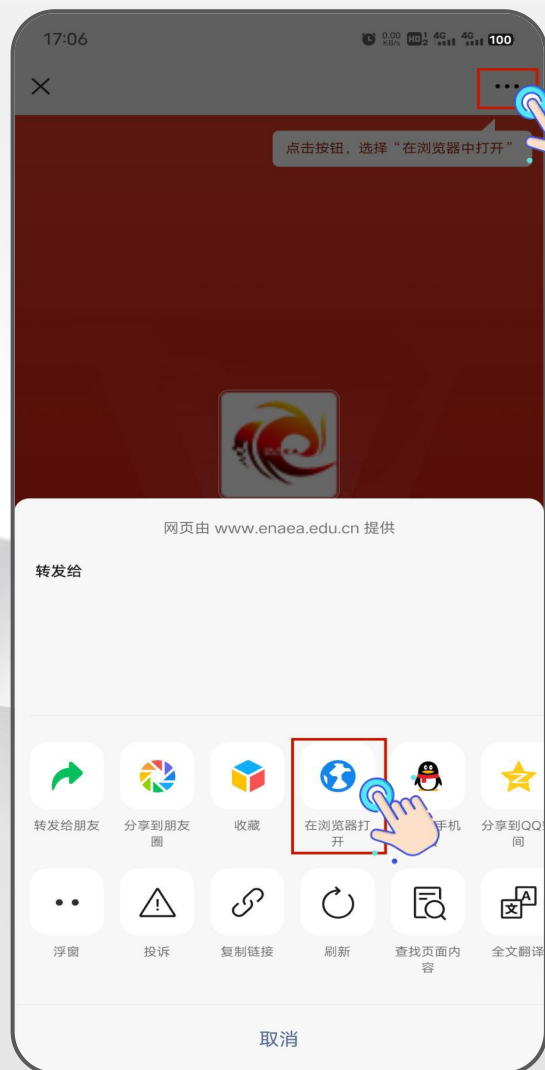 17:06
0.00 KB/s HD 1 2 4G 4G 100
点击按钮，选择“在浏览器中打开”
网页由 www.enaea.edu.cn 提供
转发给
转发给朋友 分享到朋友 收藏 在浏览器打 手机 分享到QQ
圈 开 间
浮窗 投诉 复制链接 刷新 查找页面内 全文翻译
容
取消